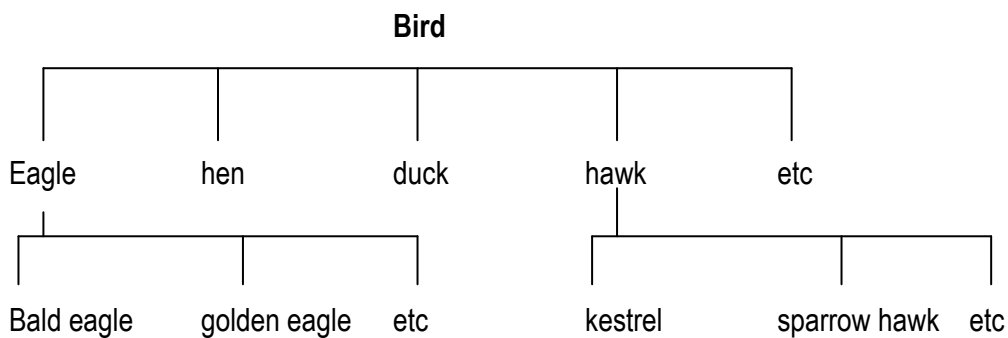 Bird
Eagle hen duck hawk etc
Bald eagle golden eagle etc kestrel sparrow hawk etc